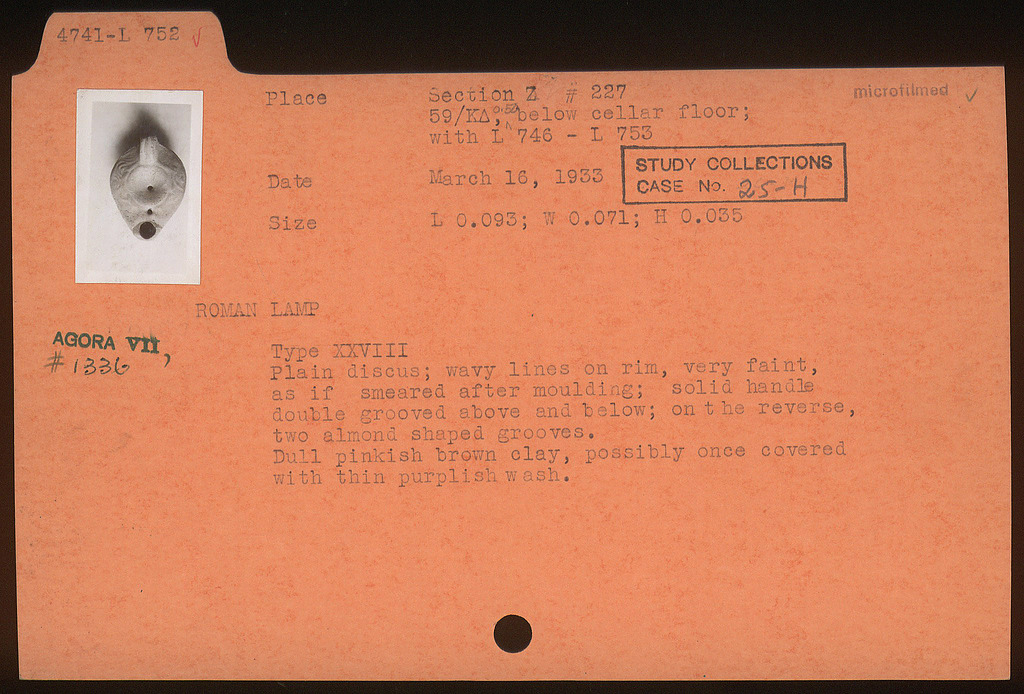 4741-L 752 ✓
microfilmed ✓
Place Section Z # 227
59/ΚΔ, 0.52 below cellar floor;
with L 746 - L 753
STUDY COLLECTIONS
CASE No. 25-H
Date March 16, 1933
Size L 0.093; W 0.071; H 0.035
ROMAN LAMP
AGORA VII,
# 1336
Type XXVIII
Plain discus; wavy lines on rim, very faint,
as if smeared after moulding; solid handle
double grooved above and below; on the reverse,
two almond shaped grooves.
Dull pinkish brown clay, possibly once covered
with thin purplish wash.